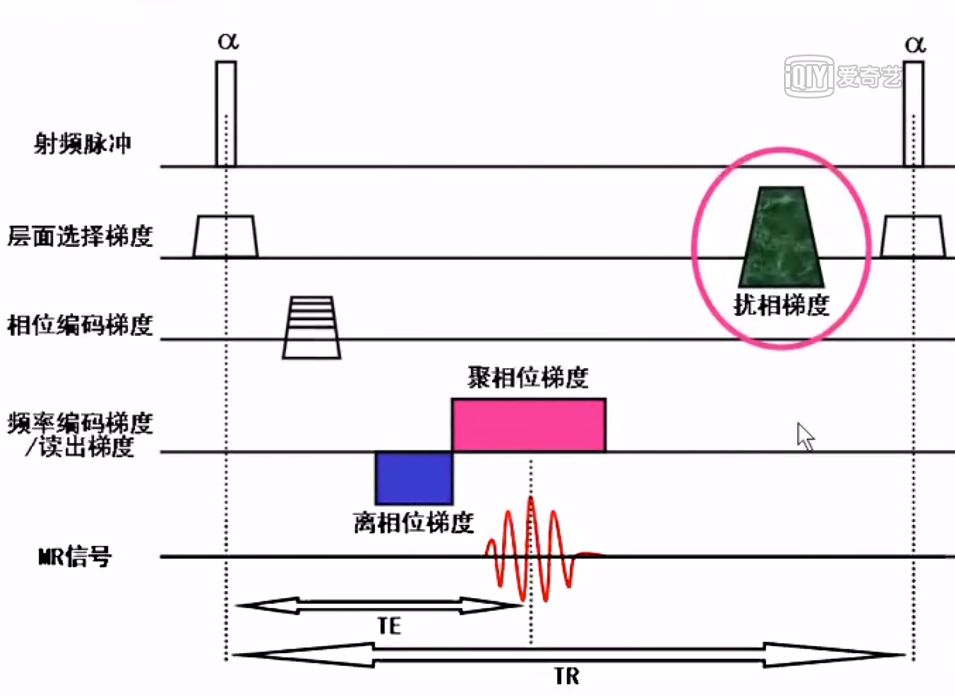 α
α
iQIYI 爱奇艺
射频脉冲
层面选择梯度
扰相梯度
相位编码梯度
聚相位梯度
频率编码梯度
/读出梯度
离相位梯度
MR信号
TE
TR